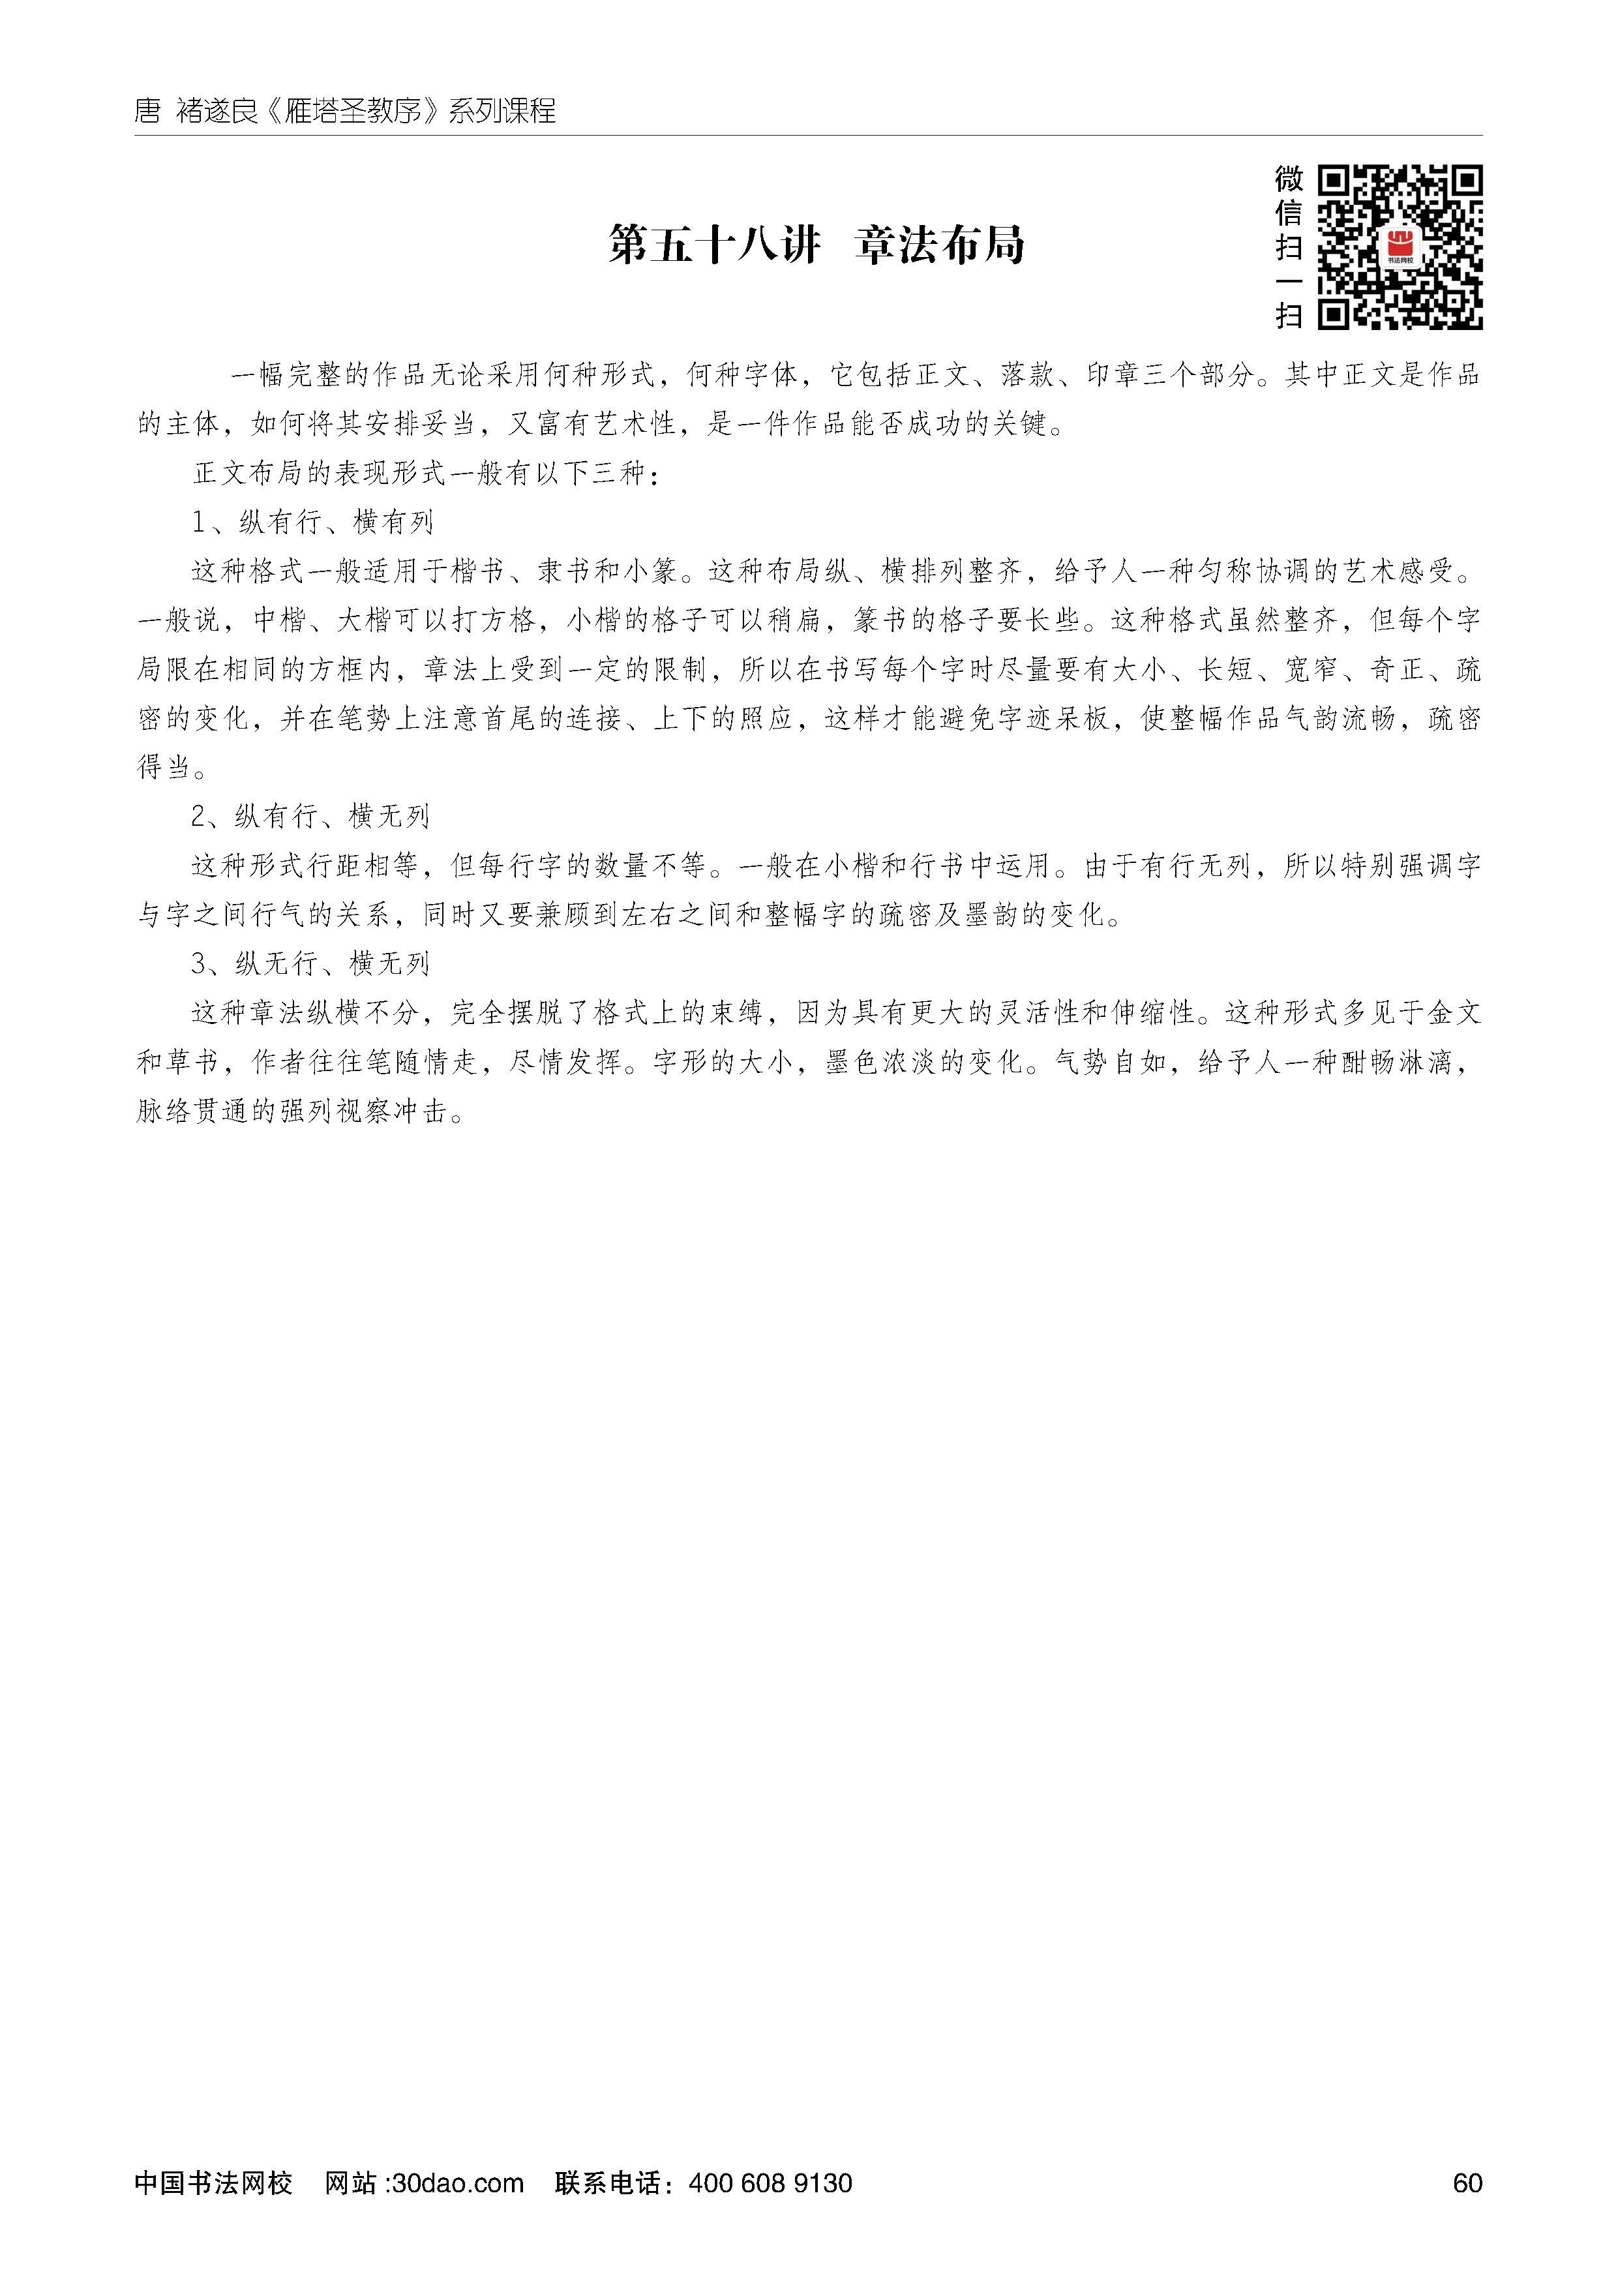 唐 褚遂良《雁塔圣教序》系列课程
微信扫一扫
书法网校
第五十八讲 章法布局
一幅完整的作品无论采用何种形式，何种字体，它包括正文、落款、印章三个部分。其中正文是作品
的主体，如何将其安排妥当，又富有艺术性，是一件作品能否成功的关键。
正文布局的表现形式一般有以下三种：
1、纵有行、横有列
这种格式一般适用于楷书、隶书和小篆。这种布局纵、横排列整齐，给予人一种匀称协调的艺术感受。
一般说，中楷、大楷可以打方格，小楷的格子可以稍扁，篆书的格子要长些。这种格式虽然整齐，但每个字
局限在相同的方框内，章法上受到一定的限制，所以在书写每个字时尽量要有大小、长短、宽窄、奇正、疏
密的变化，并在笔势上注意首尾的连接、上下的照应，这样才能避免字迹呆板，使整幅作品气韵流畅，疏密
得当。
2、纵有行、横无列
这种形式行距相等，但每行字的数量不等。一般在小楷和行书中运用。由于有行无列，所以特别强调字
与字之间行气的关系，同时又要兼顾到左右之间和整幅字的疏密及墨韵的变化。
3、纵无行、横无列
这种章法纵横不分，完全摆脱了格式上的束缚，因为具有更大的灵活性和伸缩性。这种形式多见于金文
和草书，作者往往笔随情走，尽情发挥。字形的大小，墨色浓淡的变化。气势自如，给予人一种酣畅淋漓，
脉络贯通的强列视察冲击。
中国书法网校 网站:30dao.com 联系电话：400 608 9130 60